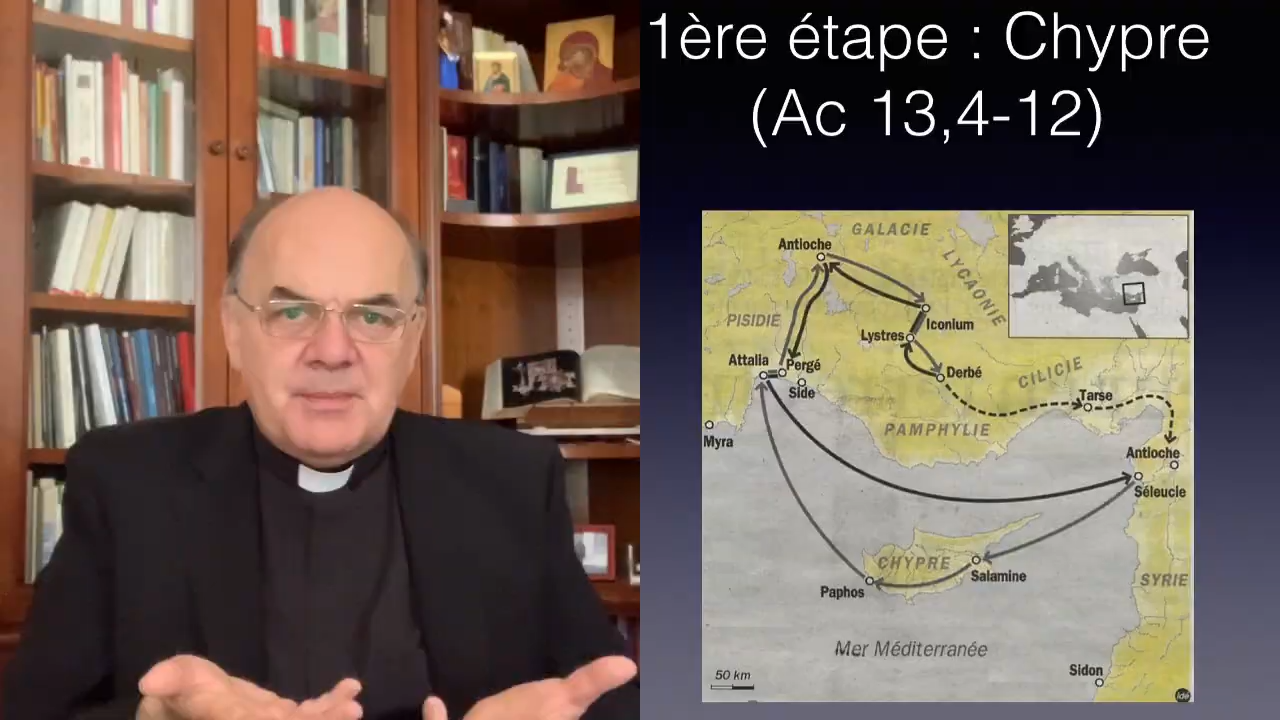 1ère étape : Chypre
(Ac 13,4-12)
GALACIE
Antioche
LYCAONIE
PISIDIE
Iconium
Lystres
Attalia
Pergé
Derbé
CILICIE
Side
Tarse
Myra
PAMPHYLIE
Antioche
Séleucie
CHYPRE
Salamine
SYRIE
Paphos
Mer Méditerranée
Sidon
50 km
idé